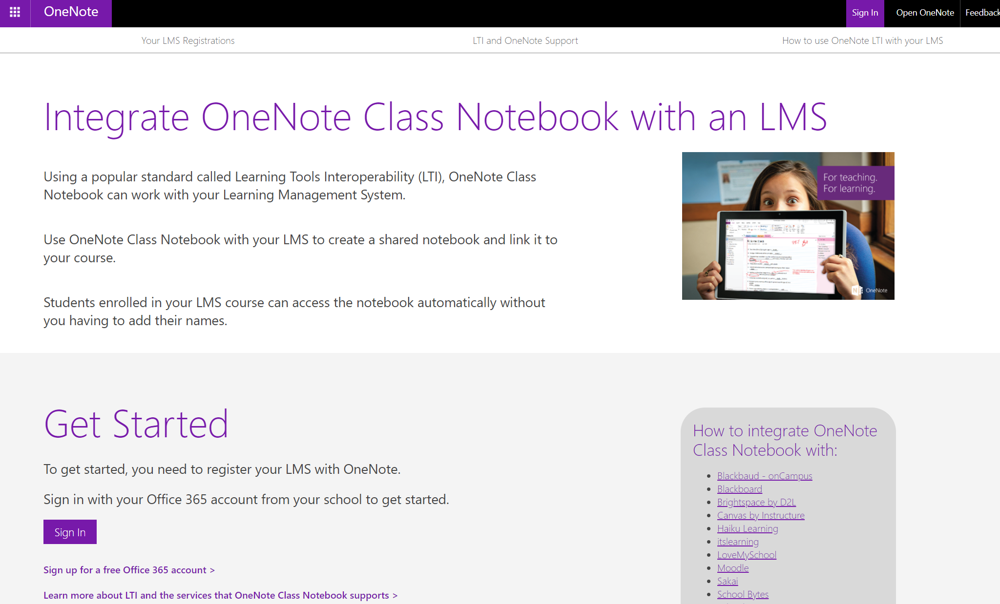 OneNote
Sign In
Open OneNote
Feedback
Your LMS Registrations
LTI and OneNote Support
How to use OneNote LTI with your LMS
Integrate OneNote Class Notebook with an LMS
Using a popular standard called Learning Tools Interoperability (LTI), OneNote Class
Notebook can work with your Learning Management System.
Use OneNote Class Notebook with your LMS to create a shared notebook and link it to
your course.
Students enrolled in your LMS course can access the notebook automatically without
you having to add their names.
For teaching.
For learning.
OneNote
Get Started
To get started, you need to register your LMS with OneNote.
Sign in with your Office 365 account from your school to get started.
Sign In
Sign up for a free Office 365 account >
Learn more about LTI and the services that OneNote Class Notebook supports >
How to integrate OneNote
Class Notebook with:
Blackbaud - onCampus
Blackboard
Brightspace by D2L
Canvas by Instructure
Haiku Learning
itslearning
LoveMySchool
Moodle
Sakai
School Bytes